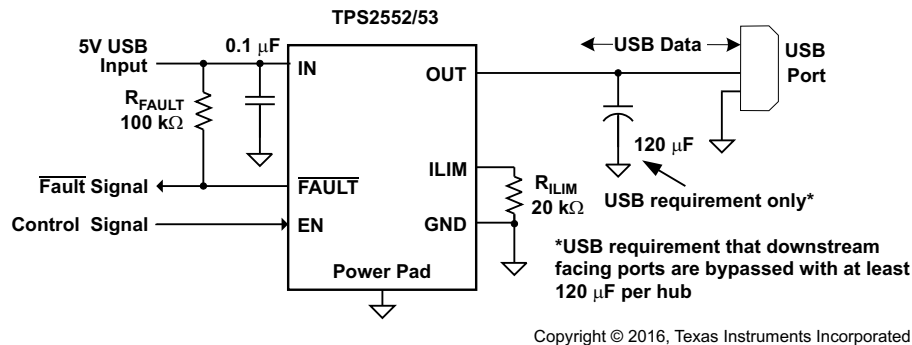 TPS2552/53
5V USB
Input
0.1 μF
IN
OUT
USB Data
USB
Port
R_FAULT
100 kΩ
120 μF
Fault Signal
FAULT
ILIM
R_ILIM
20 kΩ
USB requirement only*
Control Signal
EN
GND
Power Pad
*USB requirement that downstream
facing ports are bypassed with at least
120 μF per hub
Copyright © 2016, Texas Instruments Incorporated